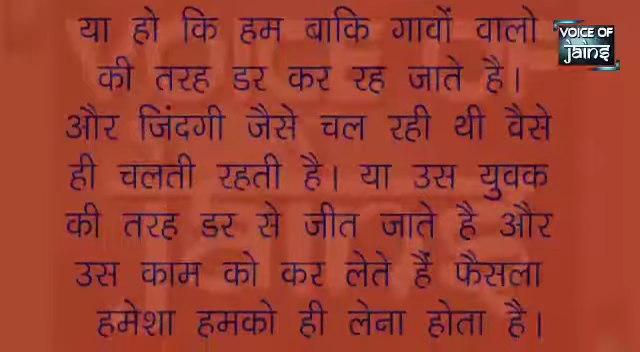 या हो कि हम बाकि गावों वालो
की तरह डर कर रह जाते है।
और जिंदगी जैसे चल रही थी वैसे
ही चलती रहती है। या उस युवक
की तरह डर से जीत जाते है और
उस काम को कर लेते हैं फैसला
हमेशा हमको ही लेना होता है।
VOICE OF
jains